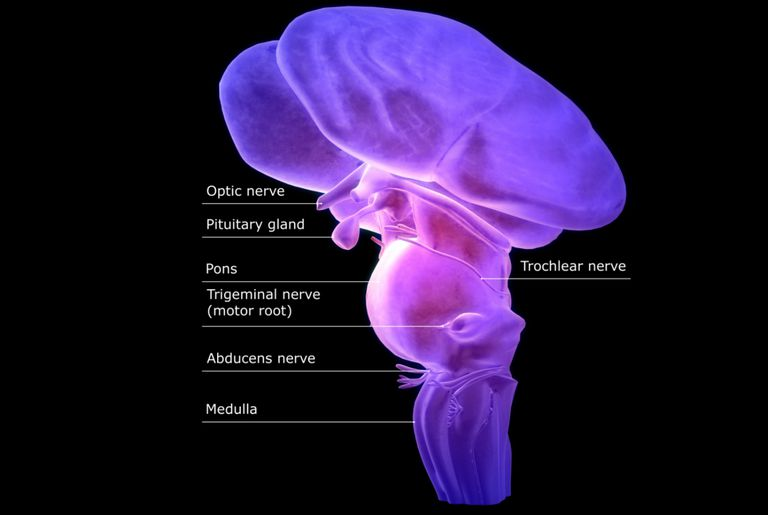 Optic nerve
Pituitary gland
Pons
Trochlear nerve
Trigeminal nerve
(motor root)
Abducens nerve
Medulla